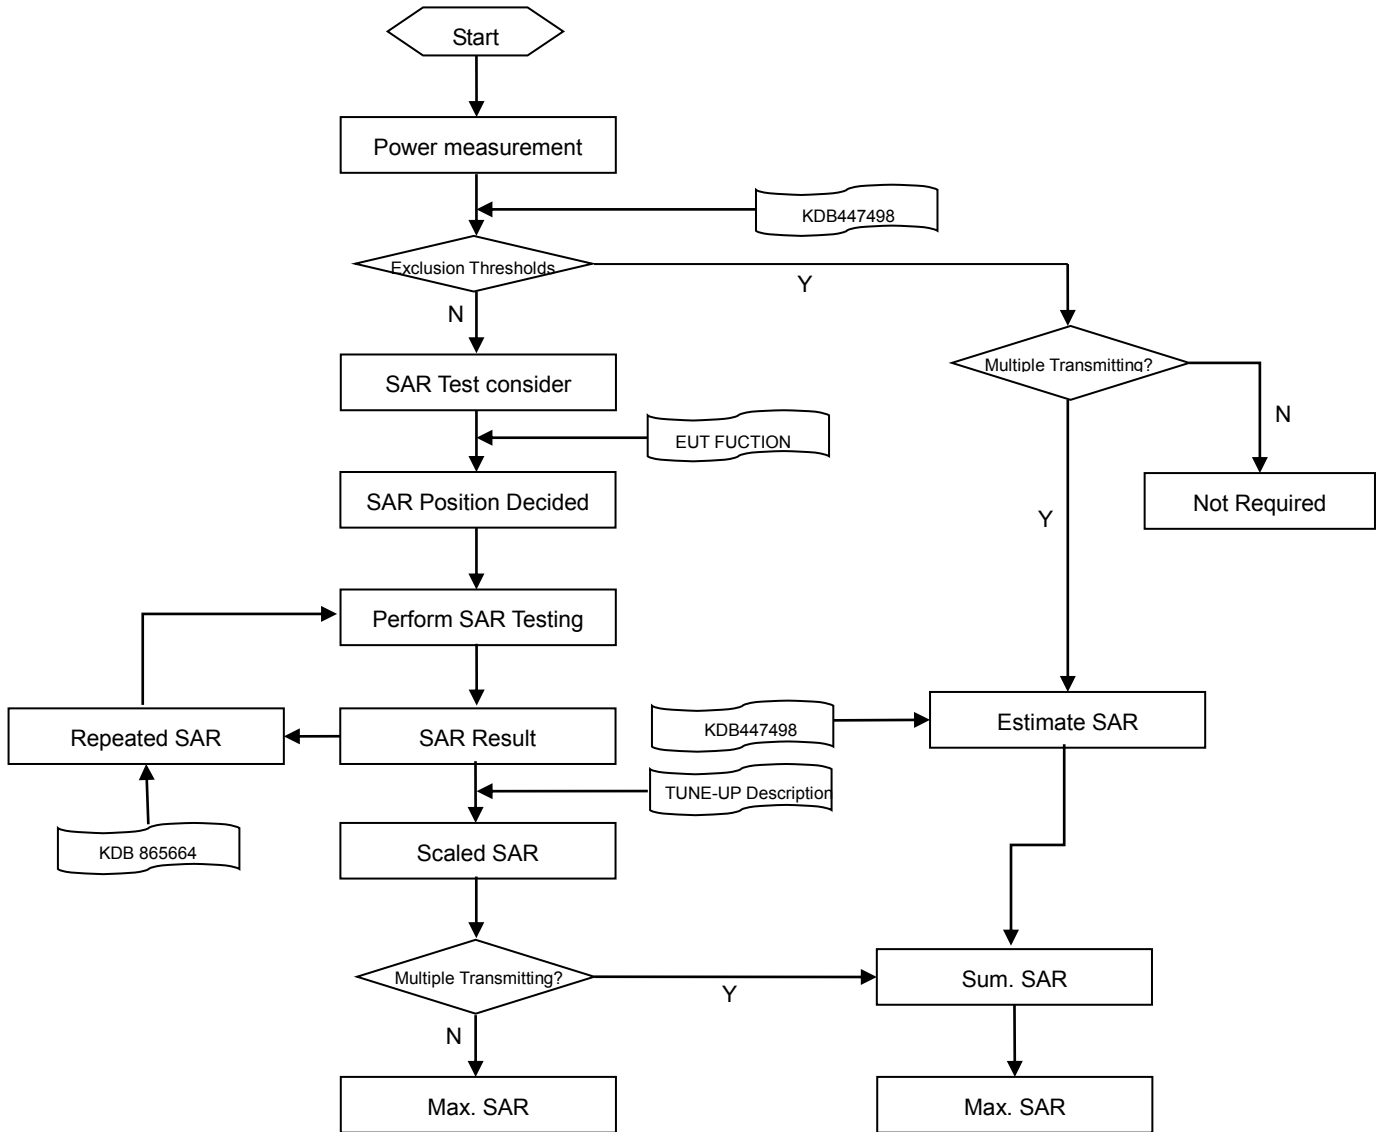 Start
Power measurement
KDB447498
Exclusion Thresholds
Y
N
Multiple Transmitting?
SAR Test consider
N
EUT FUCTION
SAR Position Decided
Not Required
Y
Perform SAR Testing
Repeated SAR
SAR Result
KDB447498
Estimate SAR
TUNE-UP Description
KDB 865664
Scaled SAR
Multiple Transmitting?
Y
Sum. SAR
N
Max. SAR
Max. SAR